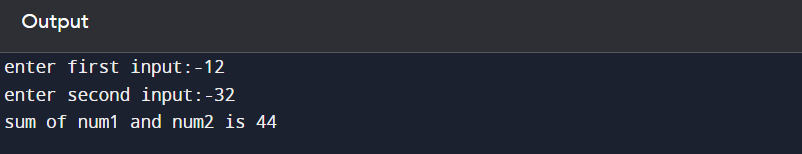 Output
enter first input:-12
enter second input:-32
sum of num1 and num2 is 44